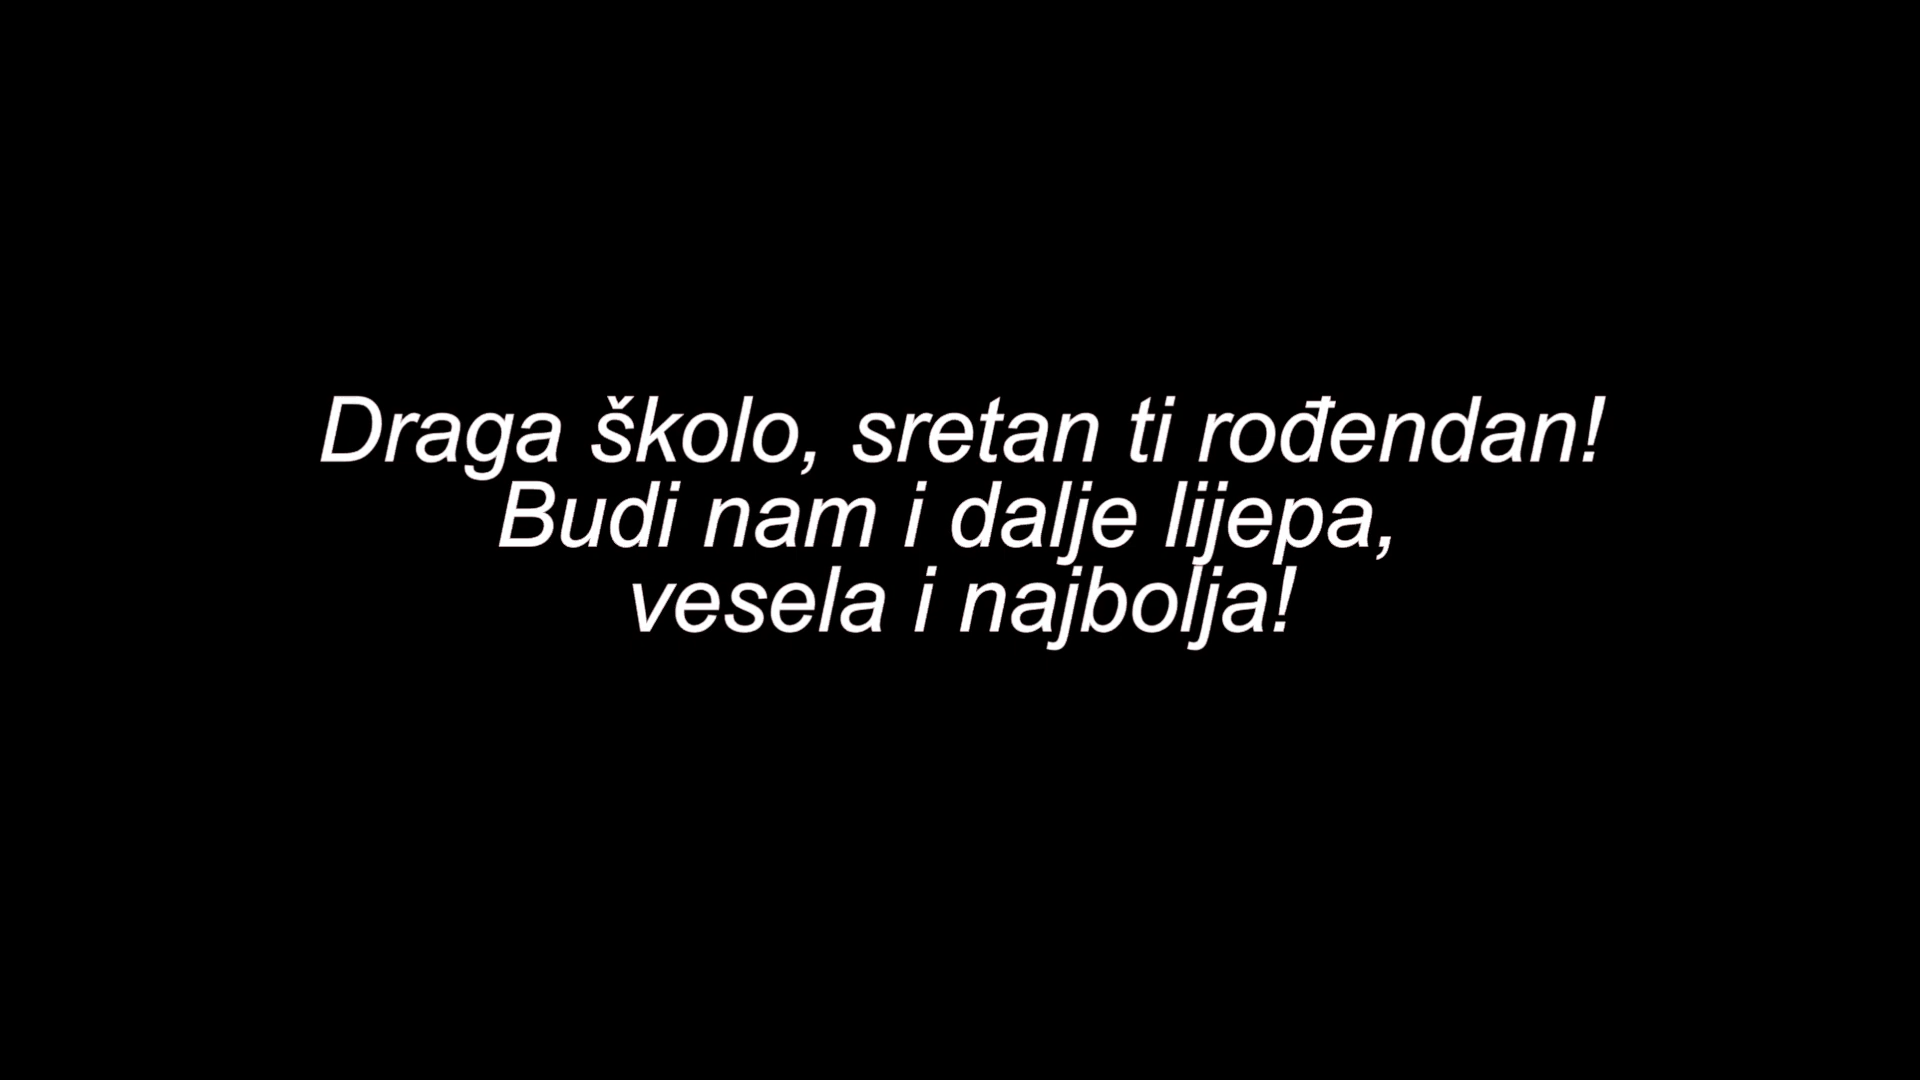 Draga školo, sretan ti rođendan!
Budi nam i dalje lijepa,
vesela i najbolja!